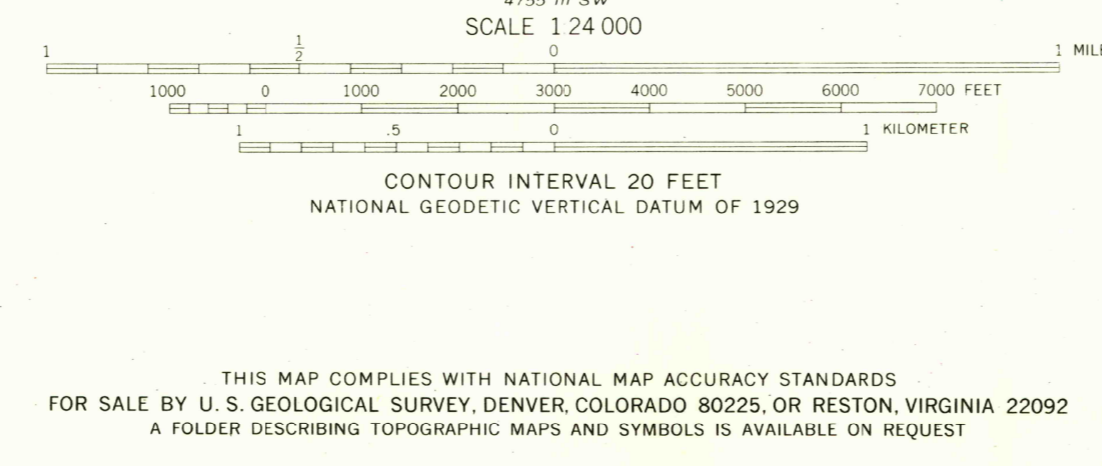 SCALE 1:24 000
1 1/2 0 1
1000 0 1000 2000 3000 4000 5000 6000 7000 FEET
1 .5 0 1 KILOMETER
CONTOUR INTERVAL 20 FEET
NATIONAL GEODETIC VERTICAL DATUM OF 1929
THIS MAP COMPLIES WITH NATIONAL MAP ACCURACY STANDARDS
FOR SALE BY U. S. GEOLOGICAL SURVEY, DENVER, COLORADO 80225, OR RESTON, VIRGINIA 22092
A FOLDER DESCRIBING TOPOGRAPHIC MAPS AND SYMBOLS IS AVAILABLE ON REQUEST